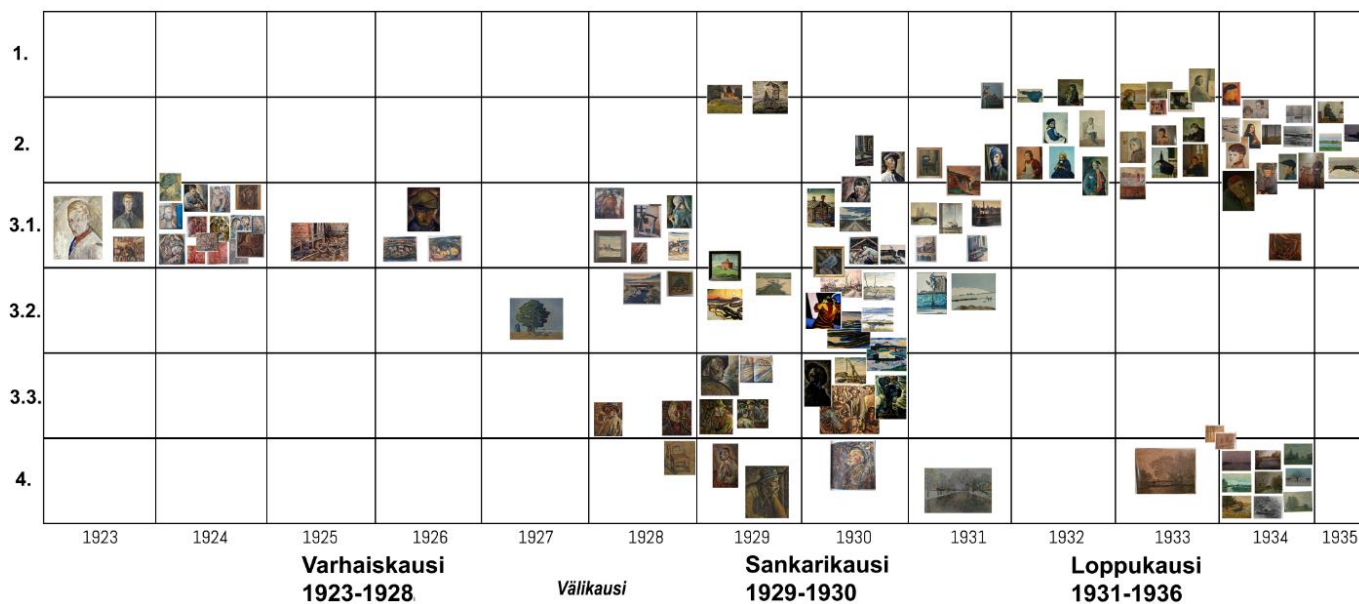 1.
2.
3.1.
3.2.
3.3.
4.
1923 1924 1925 1926 1927 1928 1929 1930 1931 1932 1933 1934 1935
Varhaiskausi Sankarikausi Loppukausi
1923-1928. Välikausi 1929-1930 1931-1936